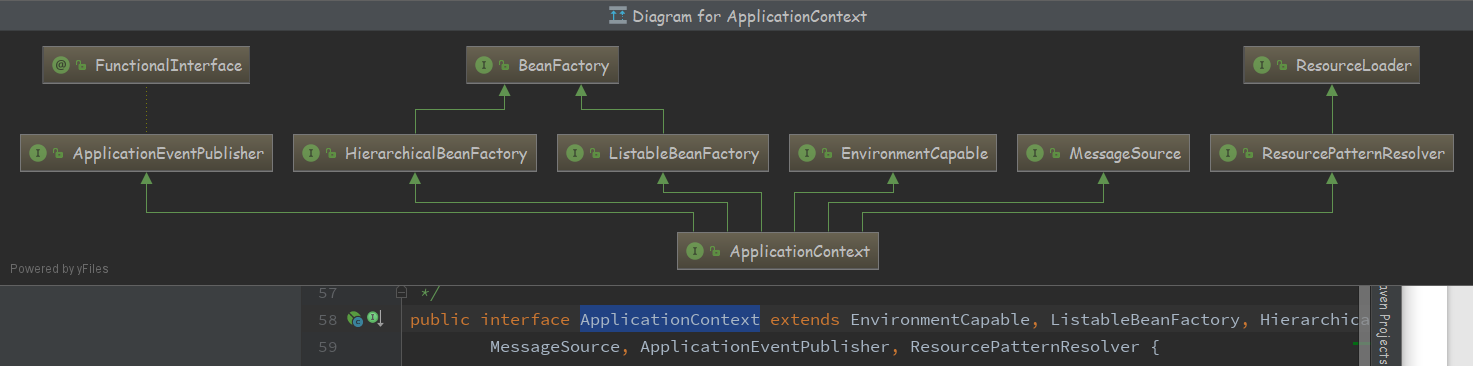 Diagram for ApplicationContext
@ FunctionalInterface
I BeanFactory
I ResourceLoader
I ApplicationEventPublisher
I HierarchicalBeanFactory
I ListableBeanFactory
I EnvironmentCapable
I MessageSource
I ResourcePatternResolver
I ApplicationContext
Powered by yFiles
57 */
58 public interface ApplicationContext extends EnvironmentCapable, ListableBeanFactory, Hierarchica
59 MessageSource, ApplicationEventPublisher, ResourcePatternResolver {
aven Projects